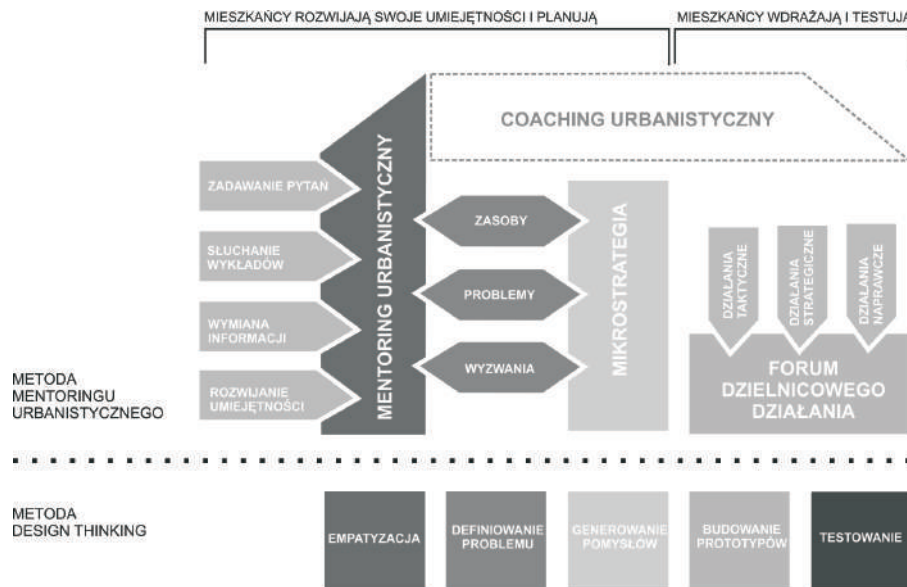 MIESZKAŃCY ROZWIJAJĄ SWOJE UMIEJĘTNOŚCI I PLANUJĄ
MIESZKAŃCY WDRAŻAJĄ I TESTUJĄ
COACHING URBANISTYCZNY
ZADAWANIE PYTAŃ
SŁUCHANIE
WYKŁADÓW
WYMIANA
INFORMACJI
ROZWIJANIE
UMIEJĘTNOŚCI
MENTORING URBANISTYCZNY
ZASOBY
PROBLEMY
WYZWANIA
MIKROSTRATEGIA
DZIAŁANIA
TAKTYCZNE
DZIAŁANIA
STRATEGICZNE
DZIAŁANIA
NAPRAWCZE
FORUM
DZIELNICOWEGO
DZIAŁANIA
METODA
MENTORINGU
URBANISTYCZNEGO
METODA
DESIGN THINKING
EMPATYZACJA
DEFINIOWANIE
PROBLEMU
GENEROWANIE
POMYSŁÓW
BUDOWANIE
PROTOTYPÓW
TESTOWANIE